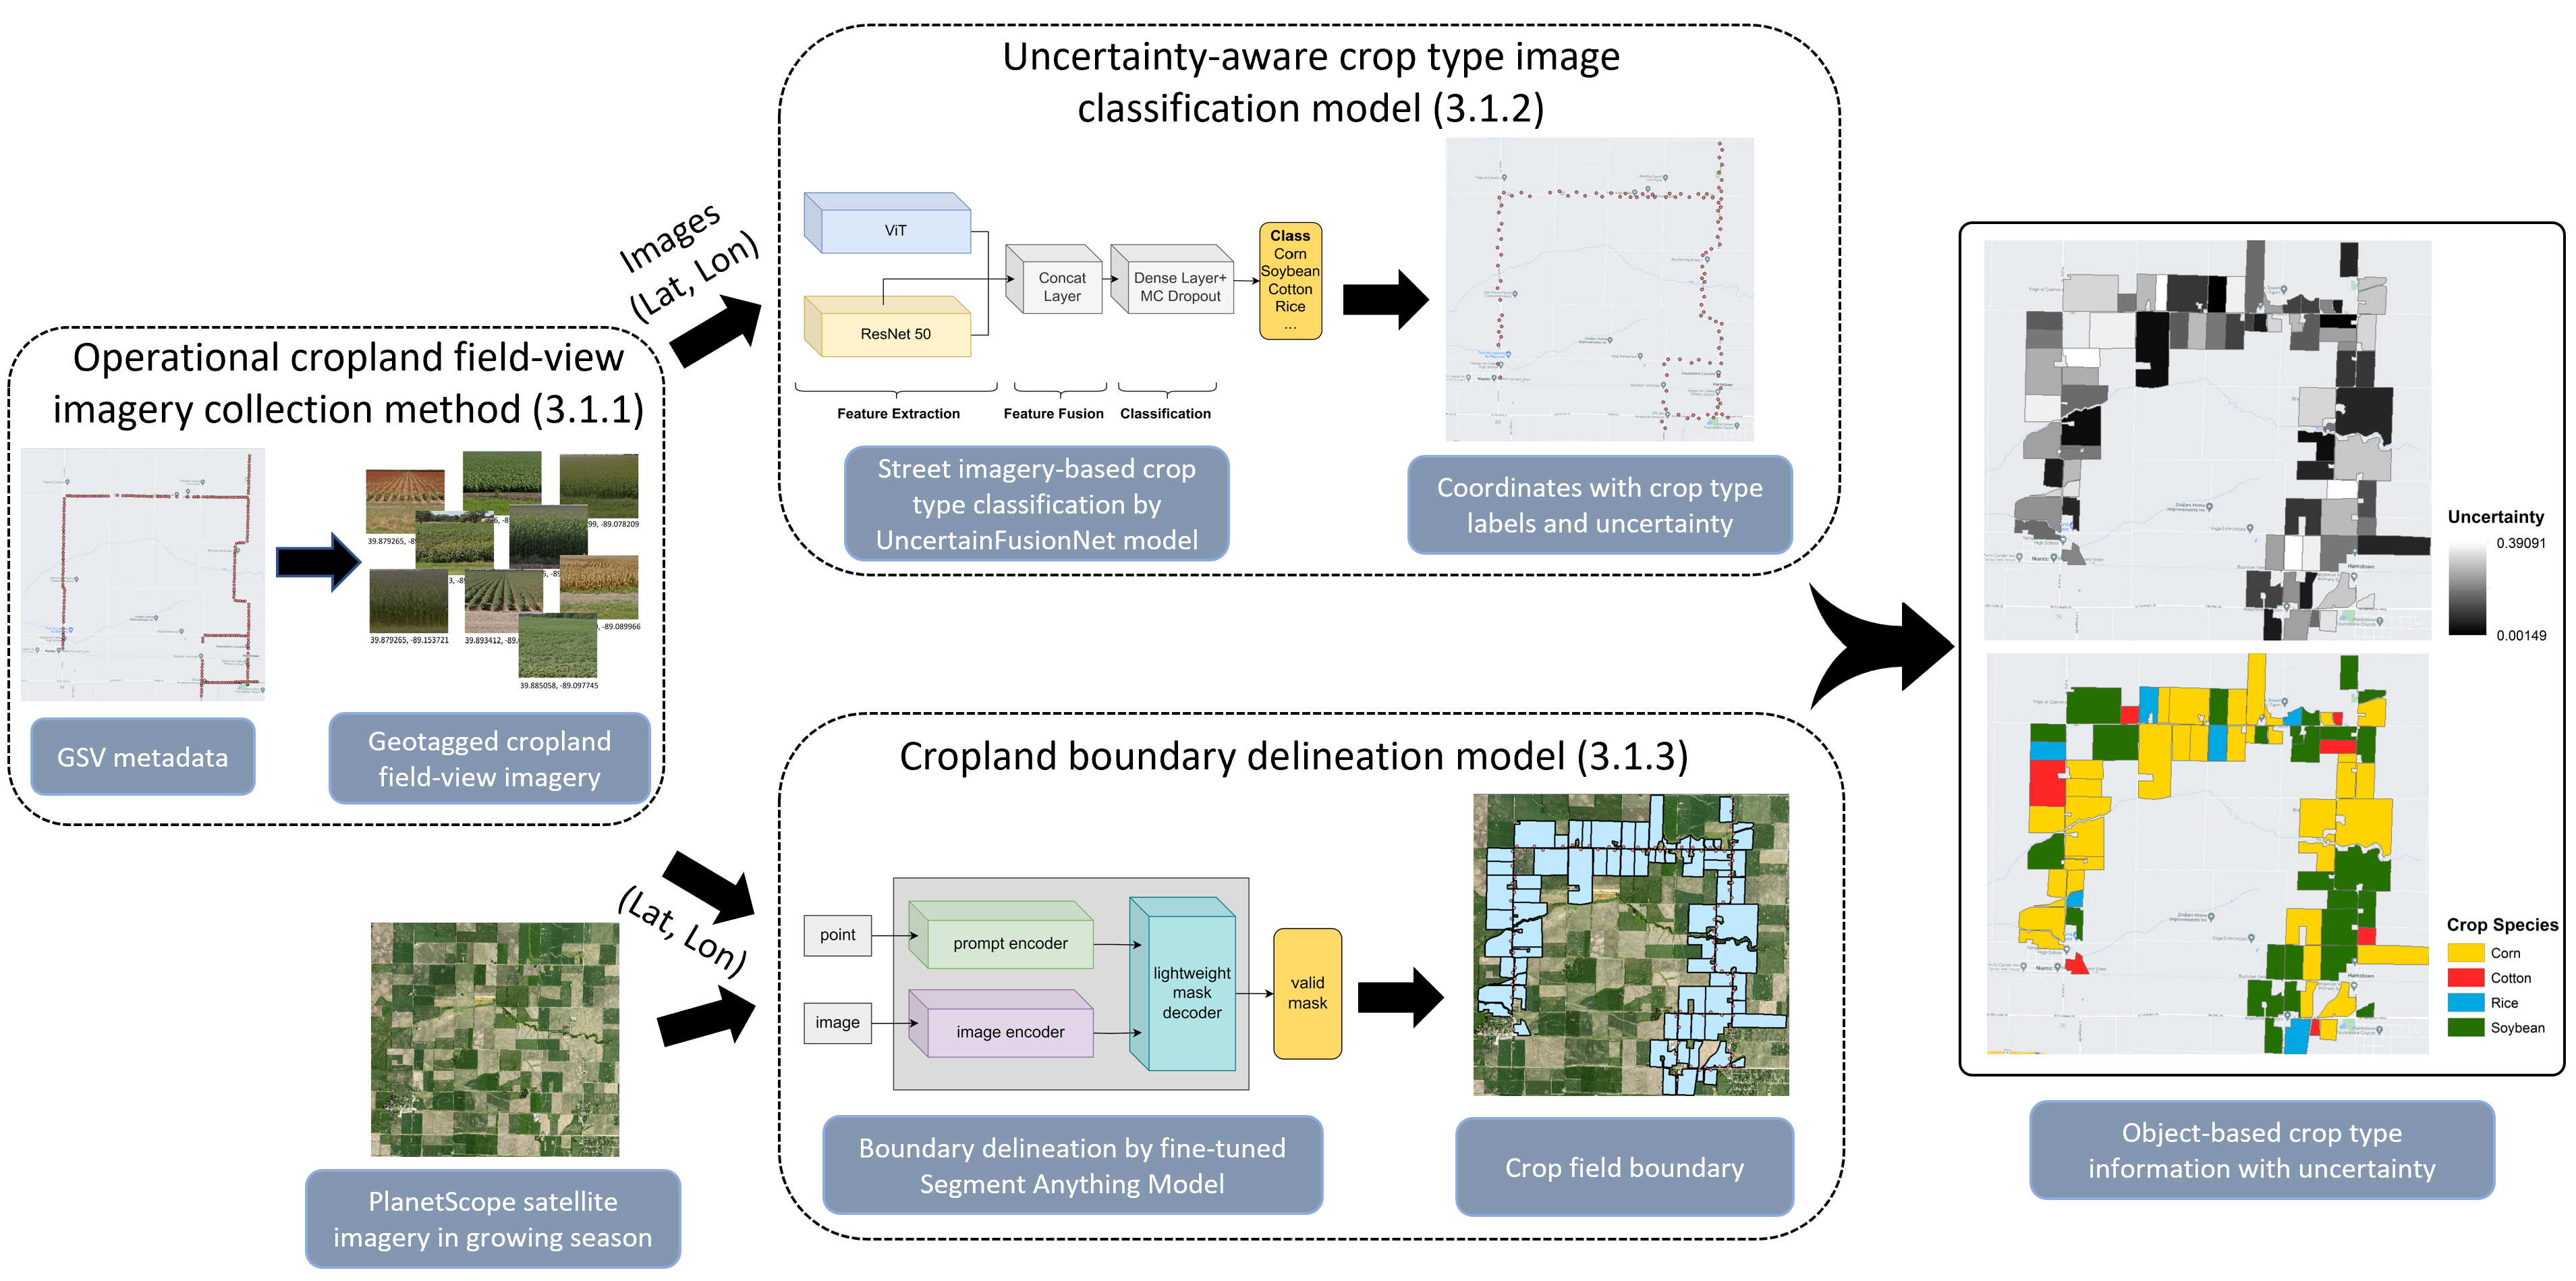 Operational cropland field-view
imagery collection method (3.1.1)
39.879265, -89
99, -89.078209
39.879265, -89.153721
39.893412, -89.
, -89.089966
39.885058, -89.097745
GSV metadata
Geotagged cropland
field-view imagery
Images
(Lat, Lon)
(Lat, Lon)
PlanetScope satellite
imagery in growing season
Uncertainty-aware crop type image
classification model (3.1.2)
ViT
ResNet 50
Concat
Layer
Dense Layer+
MC Dropout
Class
Corn
Soybean
Cotton
Rice
...
Feature Extraction
Feature Fusion
Classification
Street imagery-based crop
type classification by
UncertainFusionNet model
Coordinates with crop type
labels and uncertainty
Cropland boundary delineation model (3.1.3)
point
image
prompt encoder
image encoder
lightweight
mask
decoder
valid
mask
Boundary delineation by fine-tuned
Segment Anything Model
Crop field boundary
Niantic
Harristown
Uncertainty
0.39091
0.00149
Niantic
Harristown
Crop Species
Corn
Cotton
Rice
Soybean
Object-based crop type
information with uncertainty